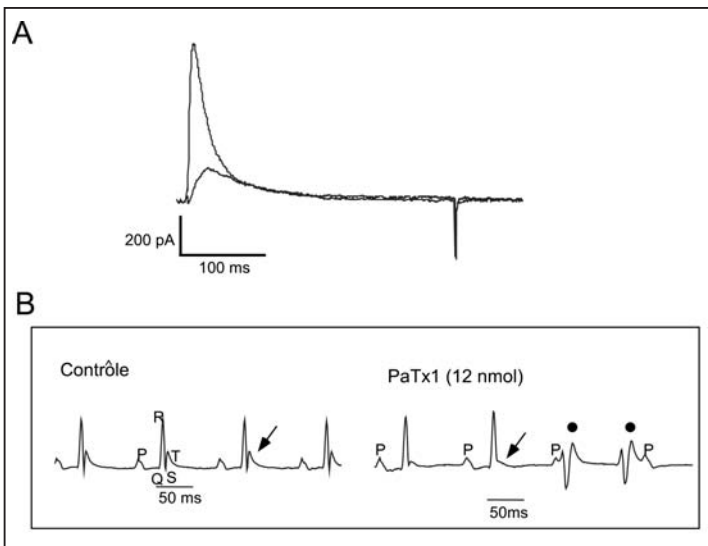 A
200 pA
100 ms
B
Contrôle
PaTx1 (12 nmol)
R
P
T
Q S
50 ms
P
P
P
P
50ms